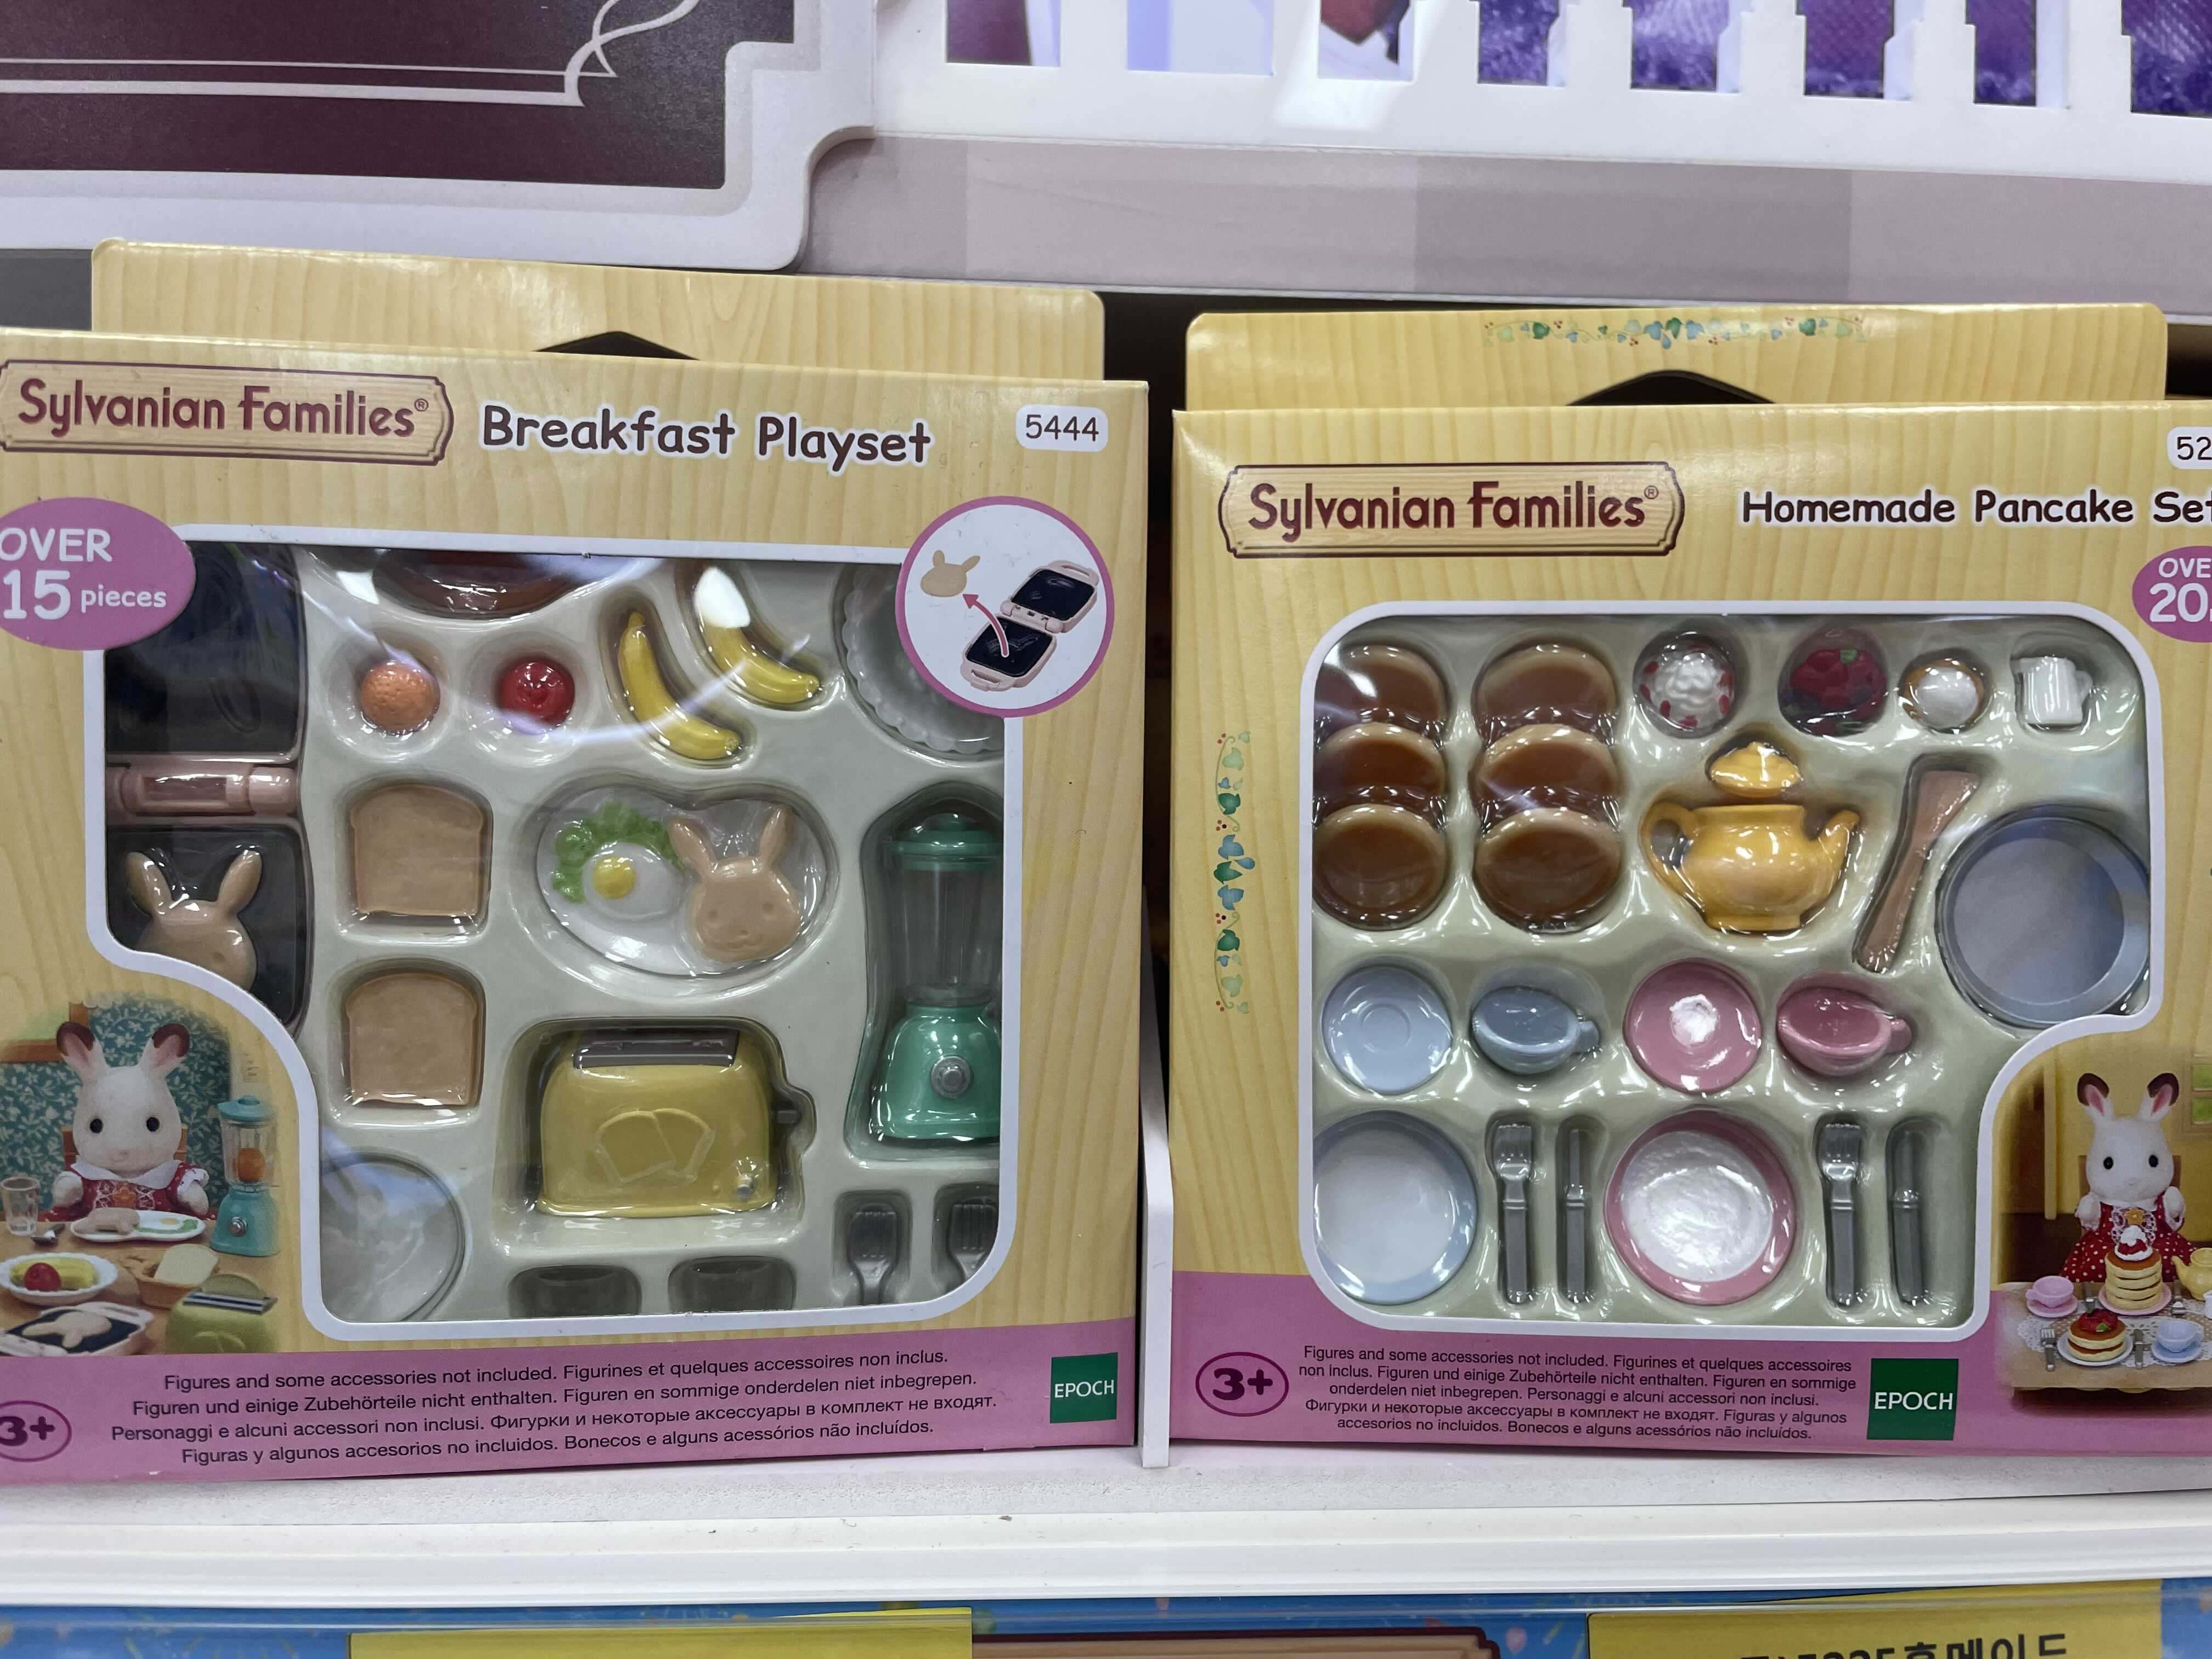 Sylvanian Families®
Breakfast Playset
5444
OVER
15 pieces
3+
Figures and some accessories not included. Figurines et quelques accessoires non inclus.
Figuren und einige Zubehörteile nicht enthalten. Figuren en sommige onderdelen niet inbegrepen.
Personaggi e alcuni accessori non inclusi. Фигурки и некоторые аксессуары в комплект не входят.
Figuras y algunos accesorios no incluidos. Bonecos e alguns acessórios não incluídos.
EPOCH
Sylvanian Families®
Homemade Pancake Set
52
OVE
20
3+
Figures and some accessories not included. Figurines et quelques accessoires
non inclus. Figuren und einige Zubehörteile nicht enthalten. Figuren en sommige
onderdelen niet inbegrepen. Personaggi e alcuni accessori non inclusi.
Фигурки и некоторые аксессуары в комплект не входят. Figuras y algunos
accesorios no incluidos. Bonecos e alguns acessórios não incluídos.
EPOCH